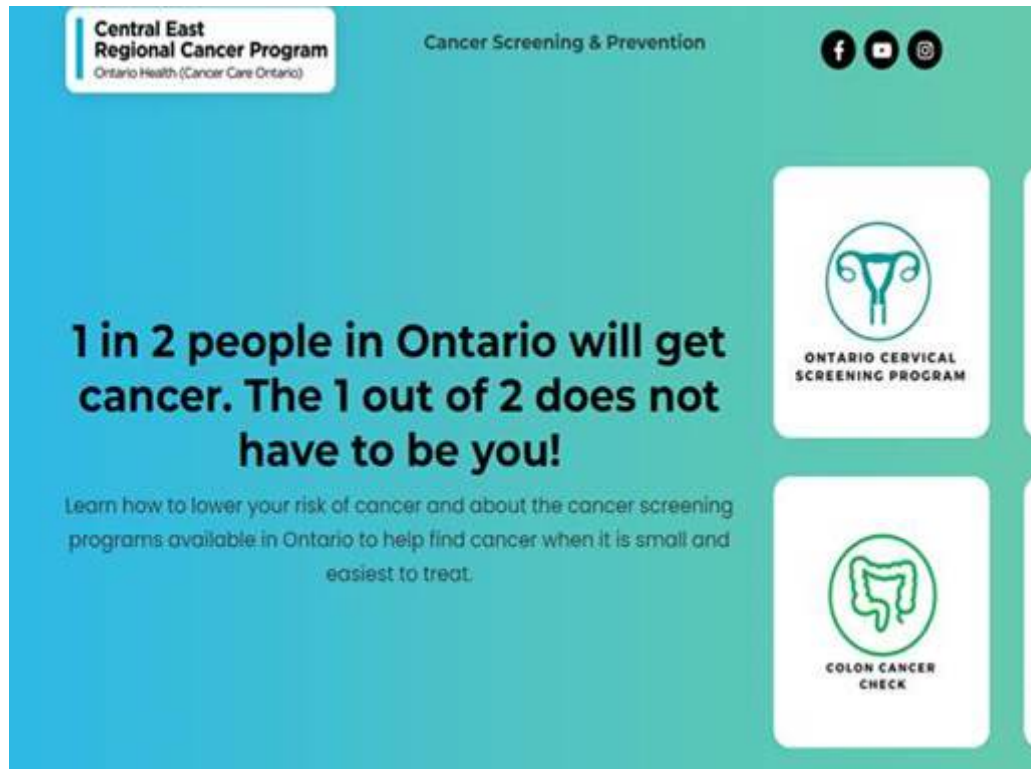 Central East
Regional Cancer Program
Ontario Health (Cancer Care Ontario)
Cancer Screening & Prevention
1 in 2 people in Ontario will get
cancer. The 1 out of 2 does not
have to be you!
Learn how to lower your risk of cancer and about the cancer screening
programs available in Ontario to help find cancer when it is small and
easiest to treat.
ONTARIO CERVICAL
SCREENING PROGRAM
COLON CANCER
CHECK